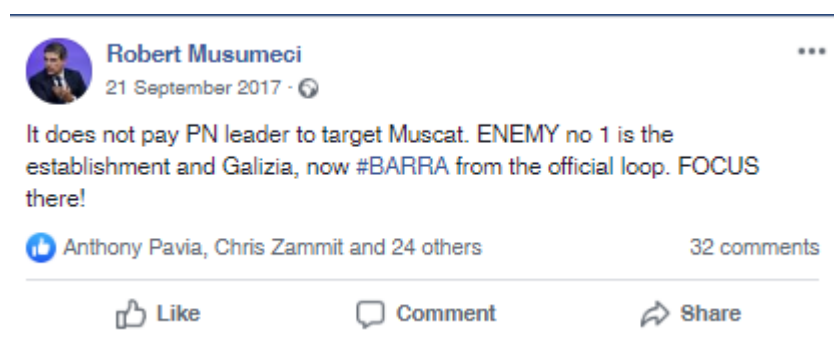 Robert Musumeci
21 September 2017 ·
It does not pay PN leader to target Muscat. ENEMY no 1 is the
establishment and Galizia, now #BARRA from the official loop. FOCUS
there!
Anthony Pavia, Chris Zammit and 24 others 32 comments
Like Comment Share